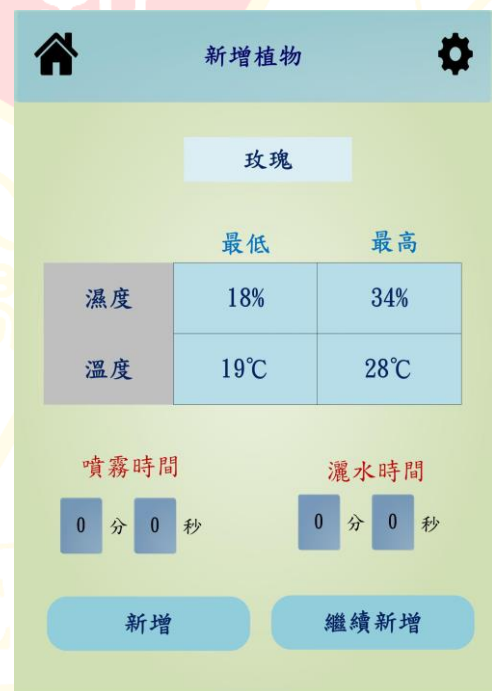 新增植物
玫瑰
最低 最高
濕度 18% 34%
溫度 19℃ 28℃
噴霧時間 灑水時間
0 分 0 秒 0 分 0 秒
新增 繼續新增